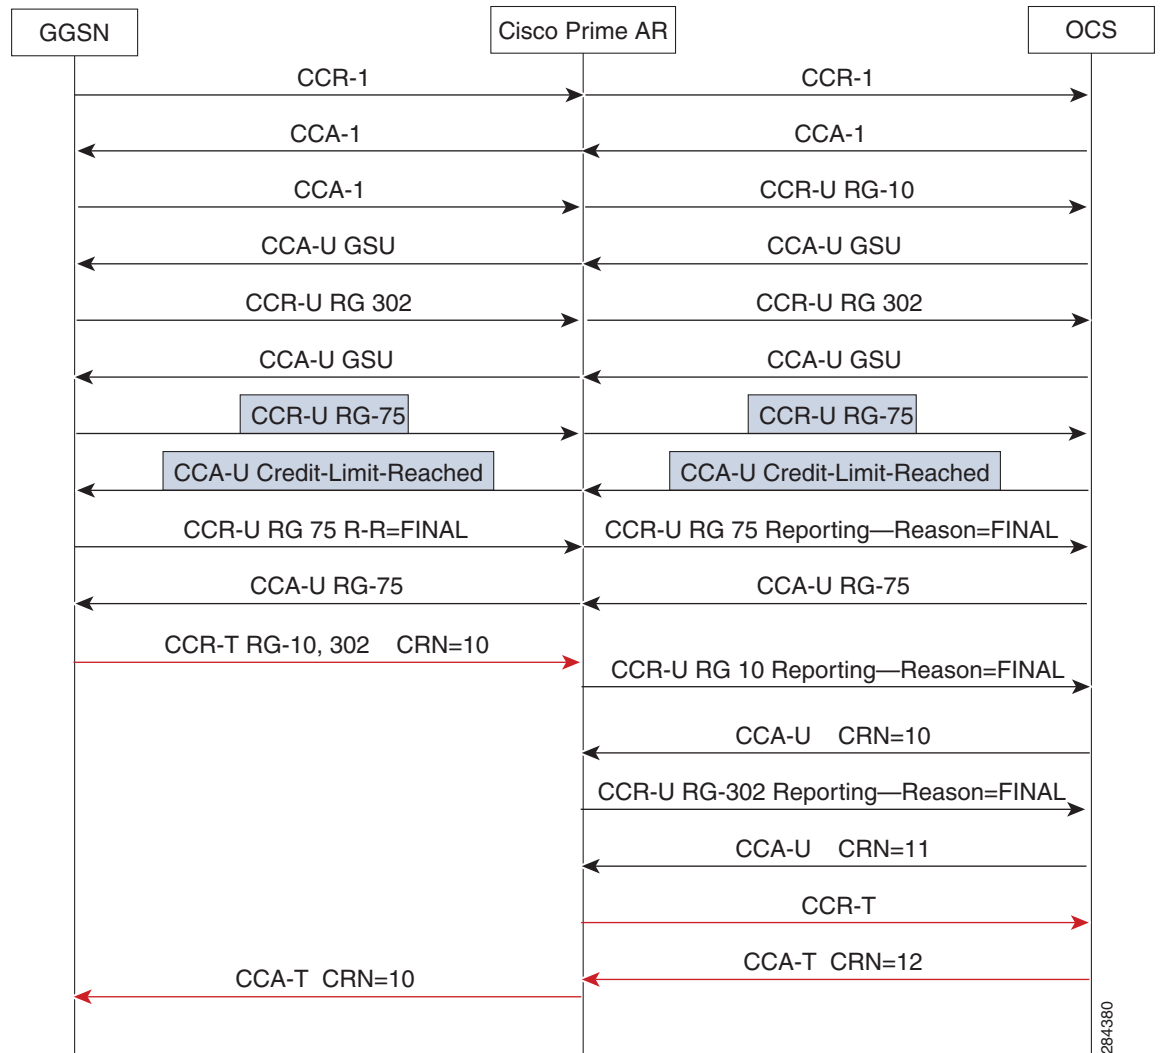 GGSN
Cisco Prime AR
OCS
CCR-1
CCR-1
CCA-1
CCA-1
CCA-1
CCR-U RG-10
CCA-U GSU
CCA-U GSU
CCR-U RG 302
CCR-U RG 302
CCA-U GSU
CCA-U GSU
CCR-U RG-75
CCR-U RG-75
CCA-U Credit-Limit-Reached
CCA-U Credit-Limit-Reached
CCR-U RG 75 R-R=FINAL
CCR-U RG 75 Reporting—Reason=FINAL
CCA-U RG-75
CCA-U RG-75
CCR-T RG-10, 302 CRN=10
CCR-U RG 10 Reporting—Reason=FINAL
CCA-U CRN=10
CCR-U RG-302 Reporting—Reason=FINAL
CCA-U CRN=11
CCR-T
CCA-T CRN=12
CCA-T CRN=10
284380